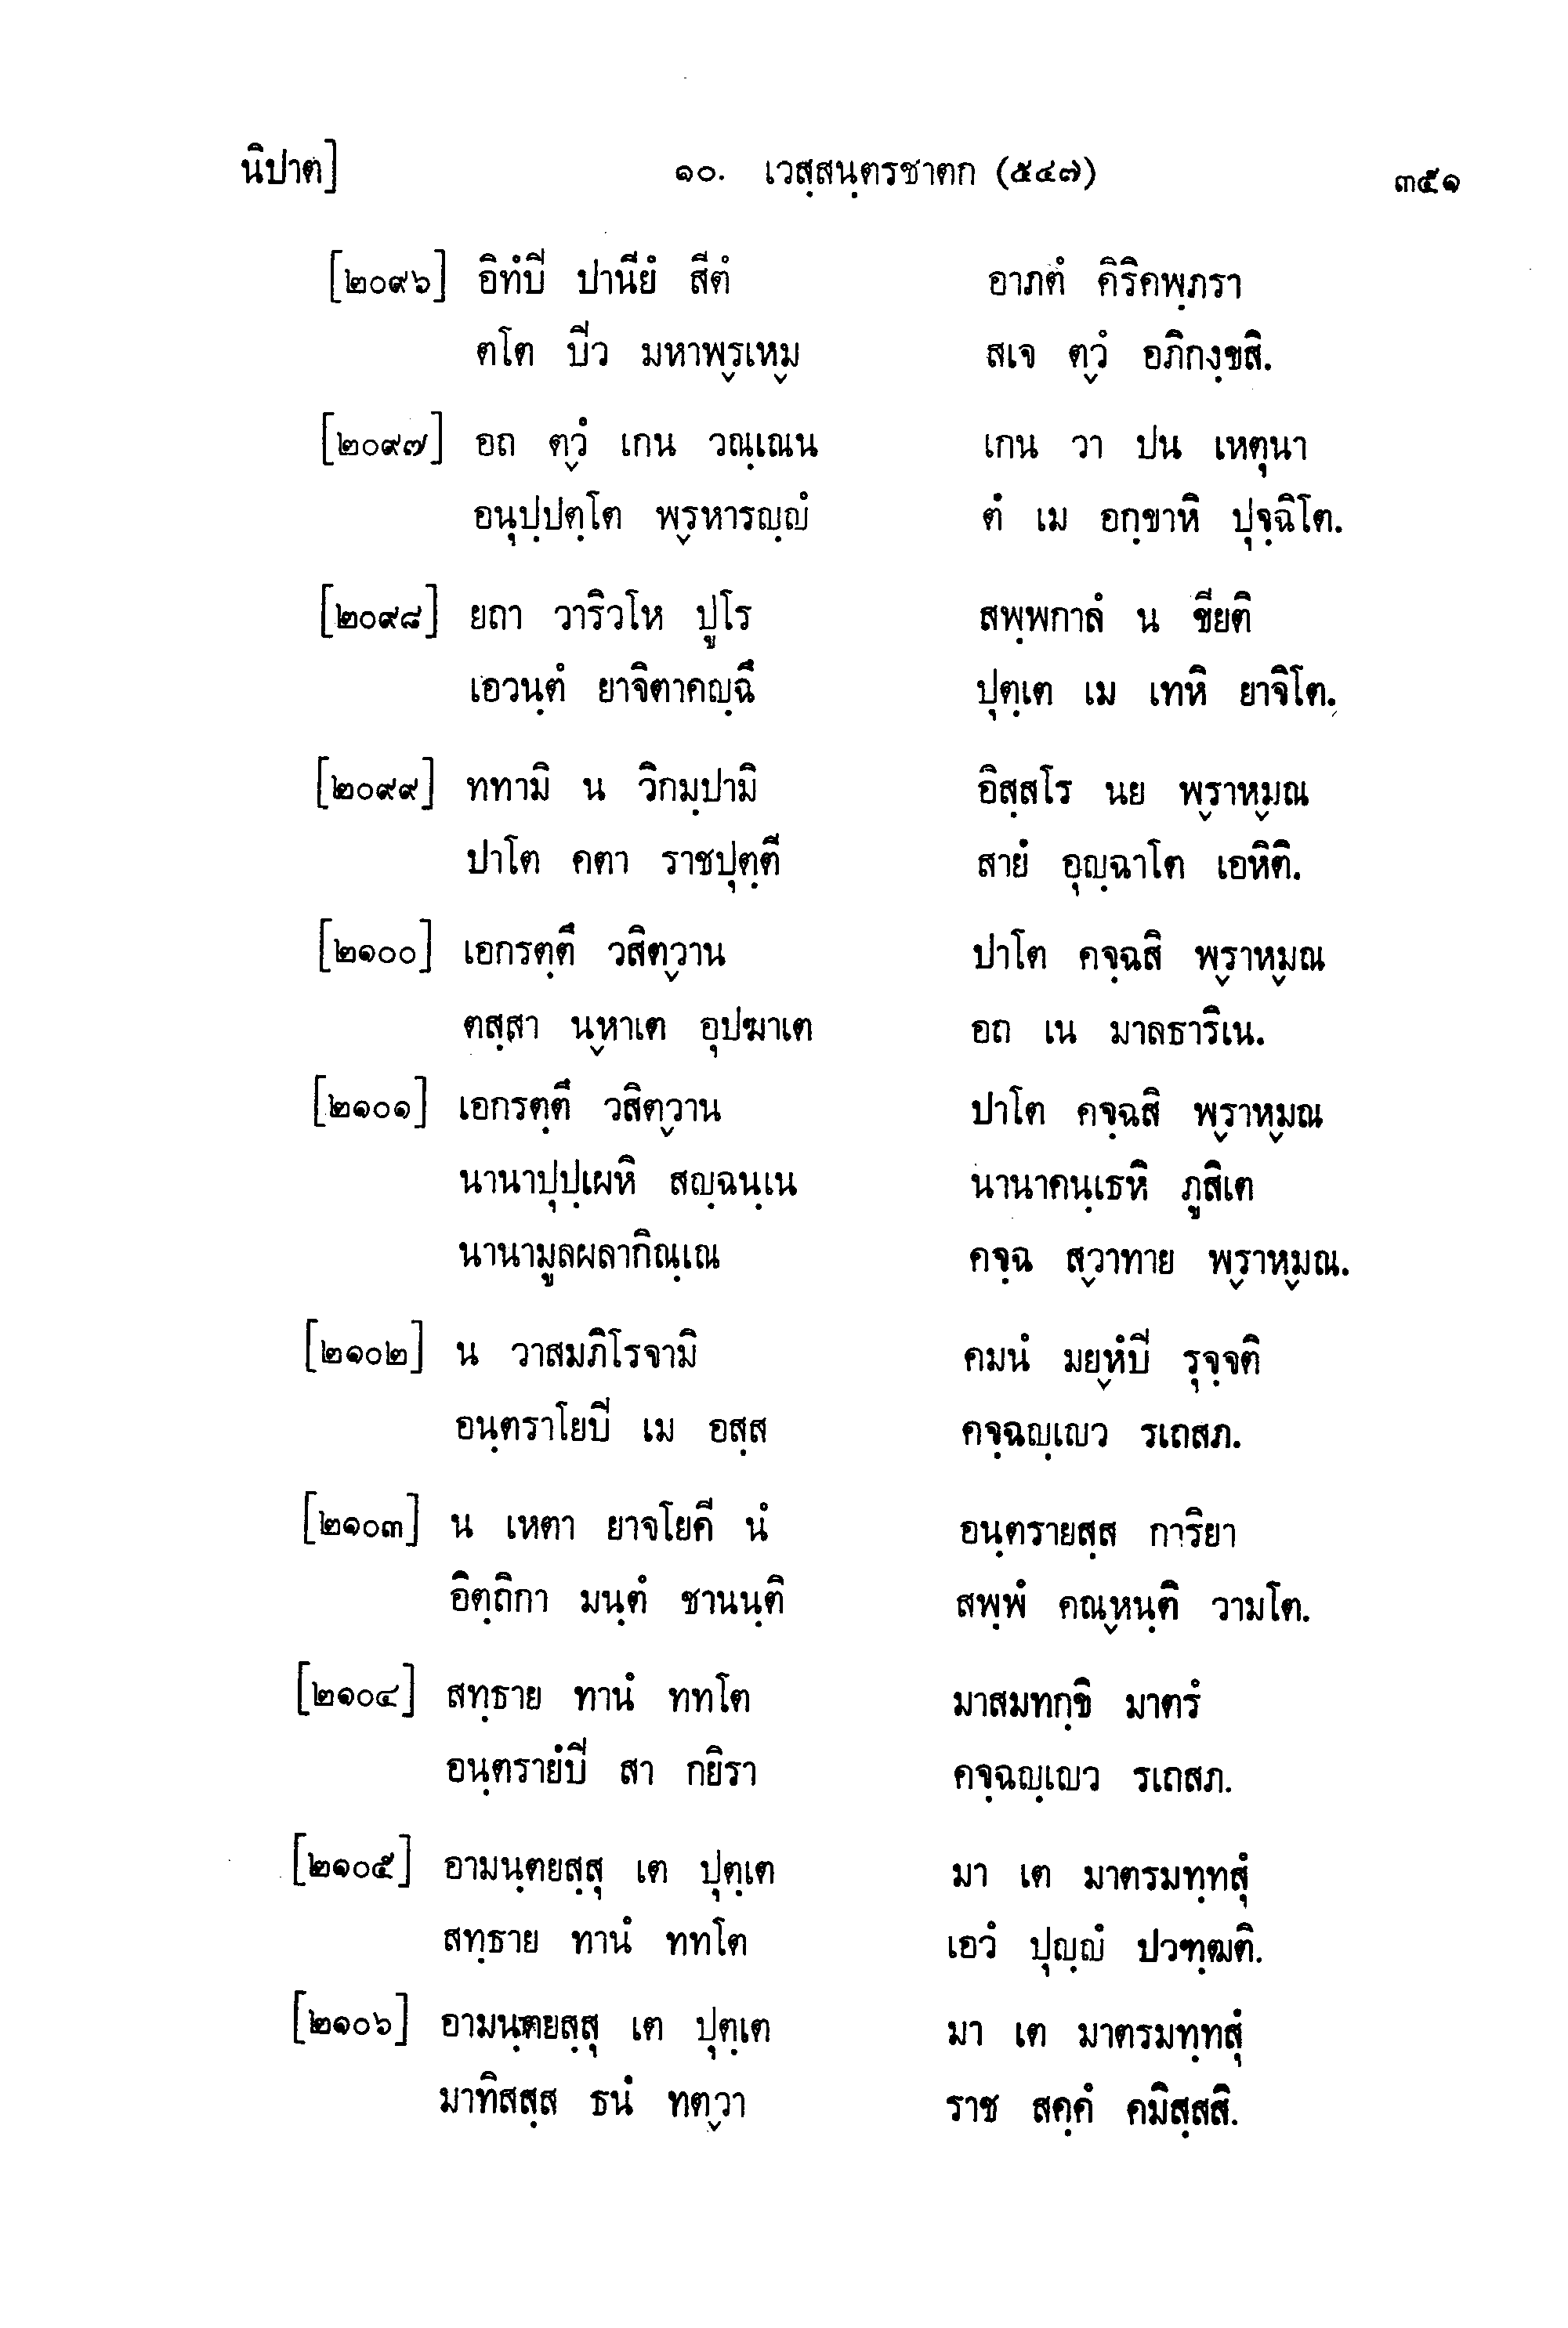 นิปาต] ๑๐. เวสฺสนฺตรชาตก (๕๔๗) ๓๕๑
[๒๐๙๖] อิทํปี ปานียํ สีตํ อาภตํ คิริคพฺภรา
ตโต ปีว มหาพฺรเหฺม สเจ ตฺวํ อภิกงฺขสิ.
[๒๐๙๗] อถ ตฺวํ เกน วณฺเณน เกน วา ปน เหตุนา
อนุปฺปตฺโต พฺรหารญฺญํ ตํ เม อกฺขาหิ ปุจฺฉิโต.
[๒๐๙๘] ยถา วาริวโห ปูโร สพฺพกาลํ น ขียติ
เอวนฺตํ ยาจิตาคญฺฉึ ปุตฺเต เม เทหิ ยาจิโต.
[๒๐๙๙] ททามิ น วิกมฺปามิ อิสฺสโร นย พฺราหฺมณ
ปาโต คตา ราชปุตฺตี สายํ อุญฺฉาโต เอหิติ.
[๒๑๐๐] เอกรตฺตึ วสิตฺวาน ปาโต คจฺฉสิ พฺราหฺมณ
ตสฺสา นฺหาเต อุปฆาเต อถ เน มาลธาริเน.
[๒๑๐๑] เอกรตฺตึ วสิตฺวาน ปาโต คจฺฉสิ พฺราหฺมณ
นานาปุปฺเผหิ สญฺฉนฺเน นานาคนฺเธหิ ภูสิเต
นานามูลผลากิณฺเณ คจฺฉ สฺวาทาย พฺราหฺมณ.
[๒๑๐๒] น วาสมภิโรจามิ คมนํ มยฺหํปี รุจฺจติ
อนฺตราโยปี เม อสฺส คจฺฉญฺเญว รเถสภ.
[๒๑๐๓] น เหตา ยาจโยคี นํ อนฺตรายสฺส การิยา
อิตฺถิกา มนฺตํ ชานนฺติ สพฺพํ คณฺหนฺติ วามโต.
[๒๑๐๔] สทฺธาย ทานํ ททโต มาสมทกฺขิ มาตรํ
อนฺตรายํปี สา กยิรา คจฺฉญฺเญว รเถสภ.
[๒๑๐๕] อามนฺตยสฺสุ เต ปุตฺเต มา เต มาตรมทฺทสุํ
สทฺธาย ทานํ ททโต เอวํ ปุญฺญํ ปวฑฺฒติ.
[๒๑๐๖] อามนฺตยสฺสุ เต ปุตฺเต มา เต มาตรมทฺทสุํ
มาทิสสฺส ธนํ ทตฺวา ราช สคฺคํ คมิสฺสสิ.